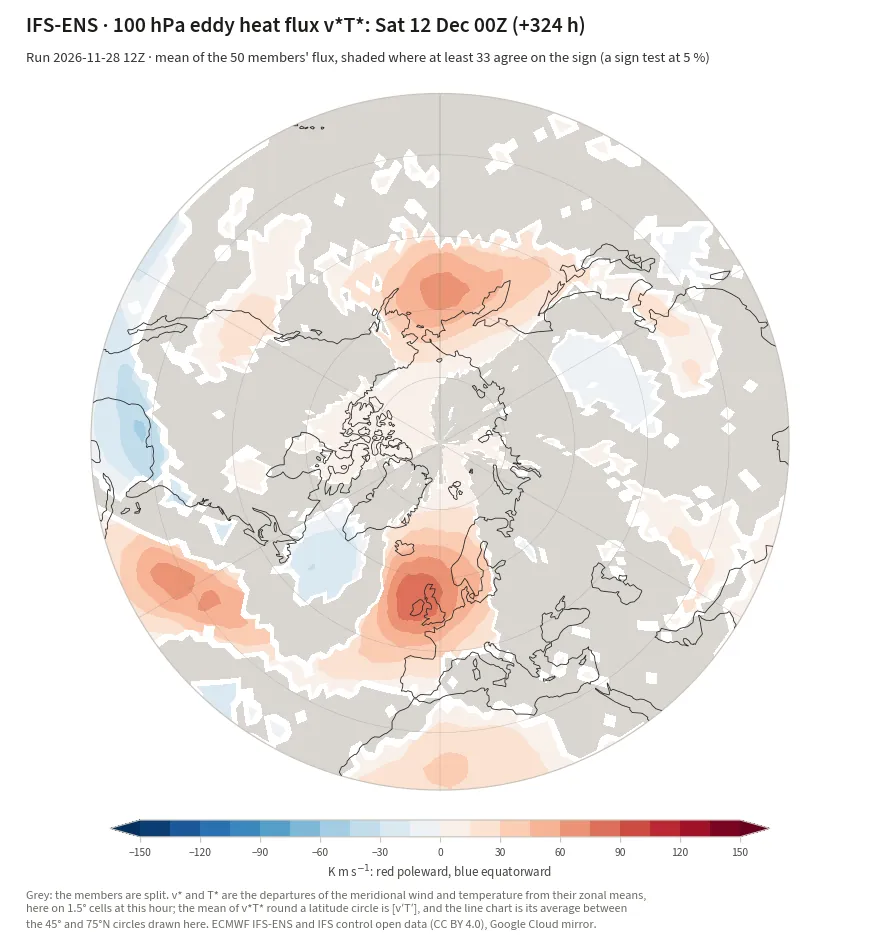 IFS-ENS · 100 hPa eddy heat flux v*T*: Sat 12 Dec 00Z (+324 h)
Run 2026-11-28 12Z · mean of the 50 members' flux, shaded where at least 33 agree on the sign (a sign test at 5 %)
−150 −120 −90 −60 −30 0 30 60 90 120 150
K m s⁻¹: red poleward, blue equatorward
Grey: the members are split. v* and T* are the departures of the meridional wind and temperature from their zonal means,
here on 1.5° cells at this hour; the mean of v*T* round a latitude circle is [v′T′], and the line chart is its average between
the 45° and 75°N circles drawn here. ECMWF IFS-ENS and IFS control open data (CC BY 4.0), Google Cloud mirror.